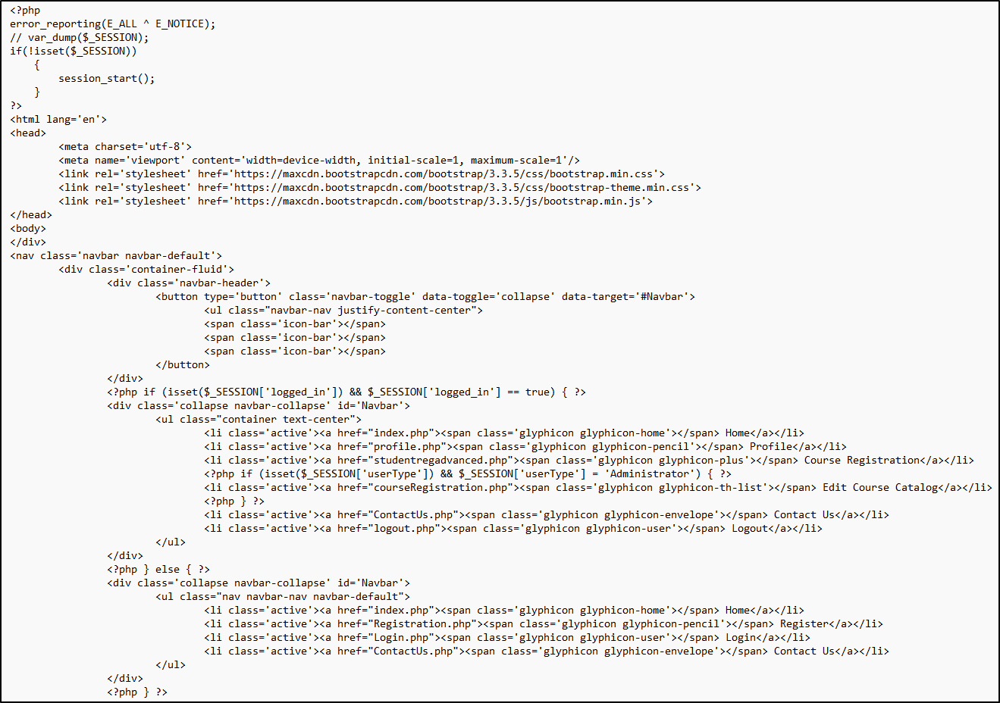 <?php
error_reporting(E_ALL ^ E_NOTICE);
// var_dump($_SESSION);
if(!isset($_SESSION))
    {
        session_start();
    }
?>
<html lang='en'>
<head>
        <meta charset='utf-8'>
        <meta name='viewport' content='width=device-width, initial-scale=1, maximum-scale=1'/>
        <link rel='stylesheet' href='https://maxcdn.bootstrapcdn.com/bootstrap/3.3.5/css/bootstrap.min.css'>
        <link rel='stylesheet' href='https://maxcdn.bootstrapcdn.com/bootstrap/3.3.5/css/bootstrap-theme.min.css'>
        <link rel='stylesheet' href='https://maxcdn.bootstrapcdn.com/bootstrap/3.3.5/js/bootstrap.min.js'>
</head>
<body>
</div>
<nav class='navbar navbar-default'>
        <div class='container-fluid'>
                <div class='navbar-header'>
                        <button type='button' class='navbar-toggle' data-toggle='collapse' data-target='#Navbar'>
                                <ul class="navbar-nav justify-content-center">
                                <span class='icon-bar'></span>
                                <span class='icon-bar'></span>
                                <span class='icon-bar'></span>
                        </button>
                </div>
                <?php if (isset($_SESSION['logged_in']) && $_SESSION['logged_in'] == true) { ?>
                <div class='collapse navbar-collapse' id='Navbar'>
                        <ul class="container text-center">
                                <li class='active'><a href="index.php"><span class='glyphicon glyphicon-home'></span> Home</a></li>
                                <li class='active'><a href="profile.php"><span class='glyphicon glyphicon-pencil'></span> Profile</a></li>
                                <li class='active'><a href="studentregadvanced.php"><span class='glyphicon glyphicon-plus'></span> Course Registration</a></li>
                                <?php if (isset($_SESSION['userType']) && $_SESSION['userType'] = 'Administrator') { ?>
                                <li class='active'><a href="courseRegistration.php"><span class='glyphicon glyphicon-th-list'></span> Edit Course Catalog</a></li>
                                <?php } ?>
                                <li class='active'><a href="ContactUs.php"><span class='glyphicon glyphicon-envelope'></span> Contact Us</a></li>
                                <li class='active'><a href="logout.php"><span class='glyphicon glyphicon-user'></span> Logout</a></li>
                        </ul>
                </div>
                <?php } else { ?>
                <div class='collapse navbar-collapse' id='Navbar'>
                        <ul class="nav navbar-nav navbar-default">
                                <li class='active'><a href="index.php"><span class='glyphicon glyphicon-home'></span> Home</a></li>
                                <li class='active'><a href="Registration.php"><span class='glyphicon glyphicon-pencil'></span> Register</a></li>
                                <li class='active'><a href="Login.php"><span class='glyphicon glyphicon-user'></span> Login</a></li>
                                <li class='active'><a href="ContactUs.php"><span class='glyphicon glyphicon-envelope'></span> Contact Us</a></li>
                        </ul>
                </div>
                <?php } ?>